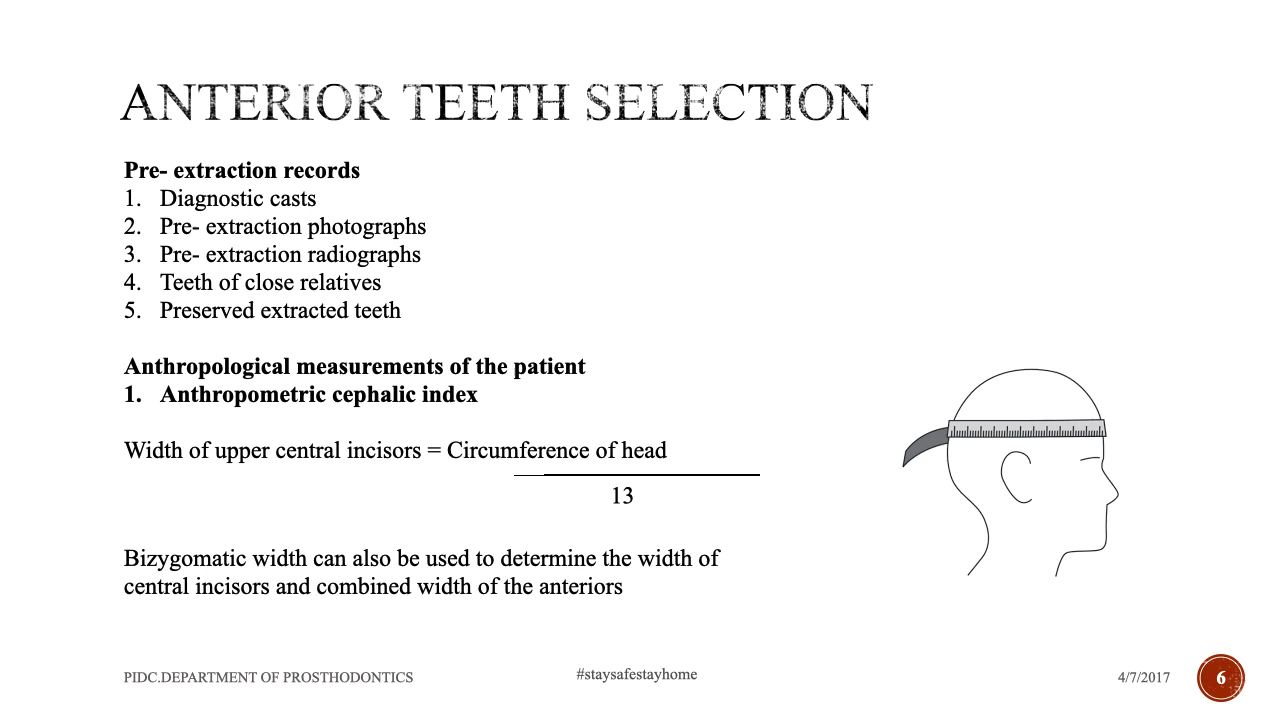 ANTERIOR TEETH SELECTION
Pre- extraction records
1. Diagnostic casts
2. Pre- extraction photographs
3. Pre- extraction radiographs
4. Teeth of close relatives
5. Preserved extracted teeth
Anthropological measurements of the patient
1. Anthropometric cephalic index
Width of upper central incisors = Circumference of head
13
Bizygomatic width can also be used to determine the width of
central incisors and combined width of the anteriors
PIDC.DEPARTMENT OF PROSTHODONTICS
#staysafestayhome
4/7/2017
6